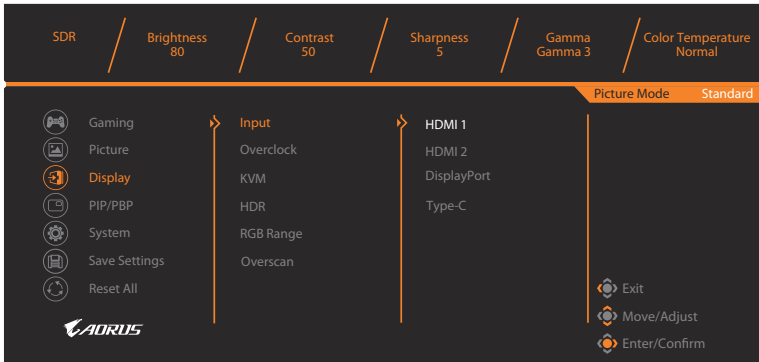 SDR
Brightness
80
Contrast
50
Sharpness
5
Gamma
Gamma 3
Color Temperature
Normal
Picture Mode Standard
Gaming
Picture
Display
PIP/PBP
System
Save Settings
Reset All
Input
Overclock
KVM
HDR
RGB Range
Overscan
HDMI 1
HDMI 2
DisplayPort
Type-C
Exit
Move/Adjust
Enter/Confirm
AORUS